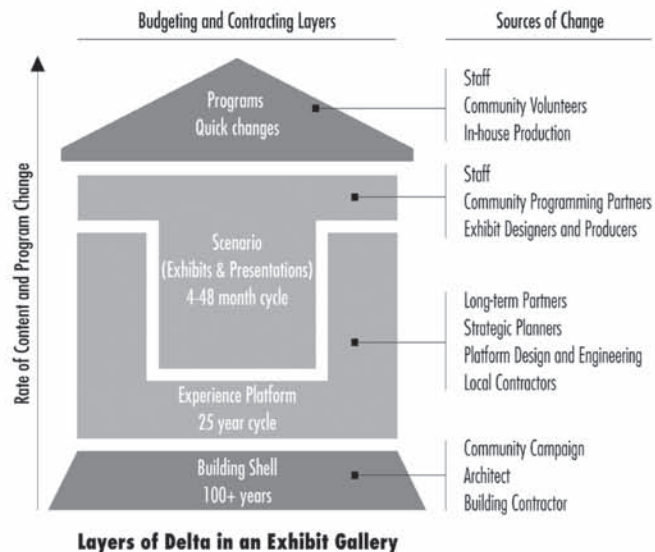 Budgeting and Contracting Layers
Sources of Change
Rate of Content and Program Change
Programs
Quick changes
Staff
Community Volunteers
In-house Production
Scenario
(Exhibits & Presentations)
4-48 month cycle
Staff
Community Programming Partners
Exhibit Designers and Producers
Experience Platform
25 year cycle
Long-term Partners
Strategic Planners
Platform Design and Engineering
Local Contractors
Building Shell
100+ years
Community Campaign
Architect
Building Contractor
Layers of Delta in an Exhibit Gallery